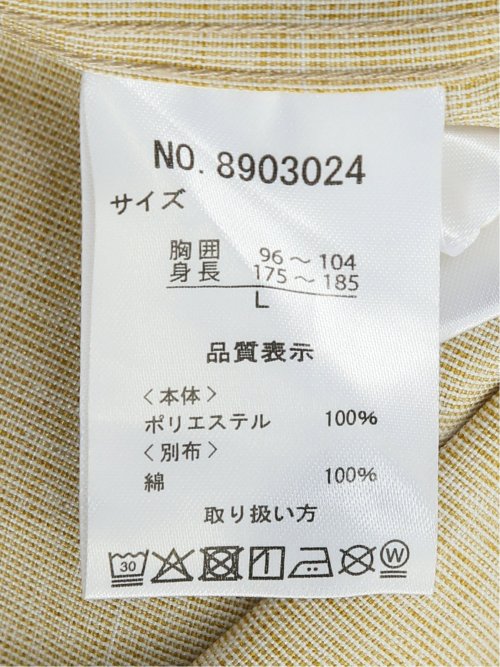 NO. 8903024
サイズ
胸囲 96～104
身長 175～185
L
品質表示
〈本体〉
ポリエステル 100%
〈別布〉
綿 100%
取り扱い方
30 W